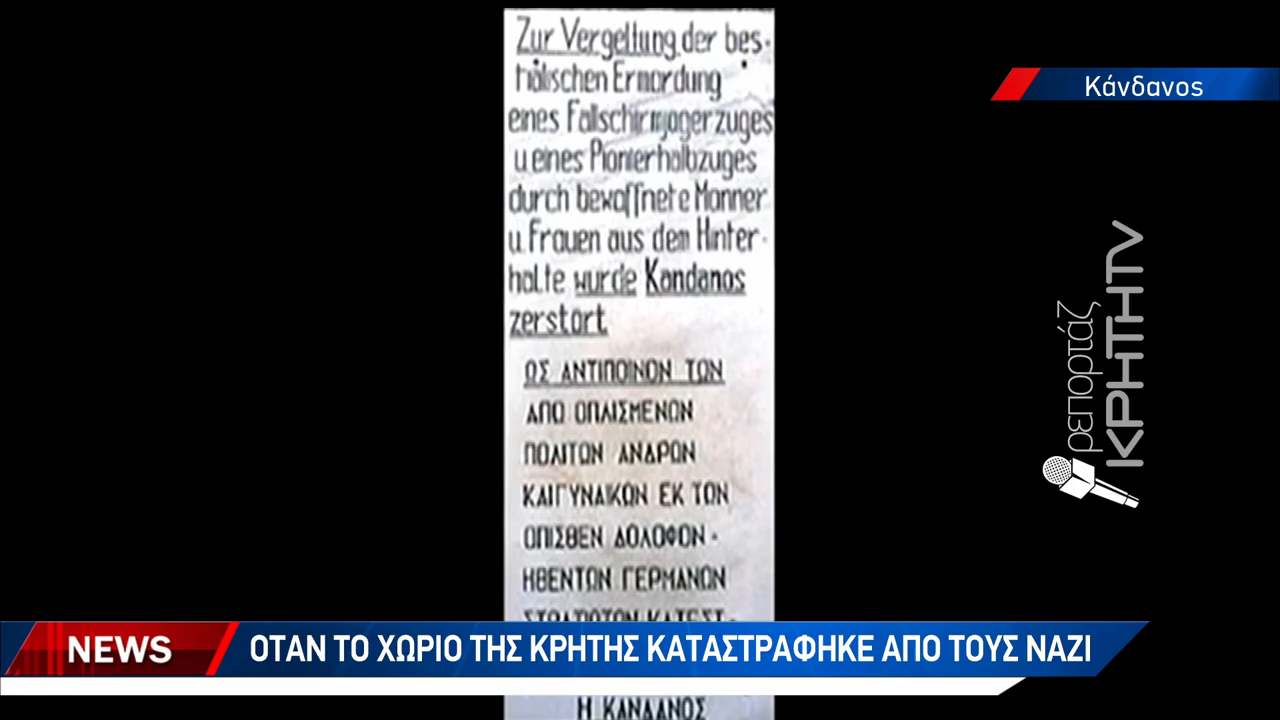 Zur Vergeltung der bes-
tialischen Ermordung
eines Fallschirmjägerzuges
u. eines Pionierhalbzuges
durch bewaffnete Männer
u. Frauen aus dem Hinter-
halte wurde Kandanos
zerstört
ΩΣ ΑΝΤΙΠΟΙΝΟΝ ΤΩΝ
ΑΠΟ ΟΠΛΙΣΜΕΝΩΝ
ΠΟΛΙΤΩΝ ΑΝΔΡΩΝ
ΚΑΙ ΓΥΝΑΙΚΩΝ ΕΚ ΤΩΝ
ΟΠΙΣΘΕΝ ΔΟΛΟΦΟΝ-
ΗΘΕΝΤΩΝ ΓΕΡΜΑΝΩΝ
Η ΚΑΝΔΑΝΟΣ
Κάνδανος
ρεπορτάζ
ΚΡΗΤΗTV
NEWS
ΟΤΑΝ ΤΟ ΧΩΡΙΟ ΤΗΣ ΚΡΗΤΗΣ ΚΑΤΑΣΤΡΑΦΗΚΕ ΑΠΟ ΤΟΥΣ ΝΑΖΙ